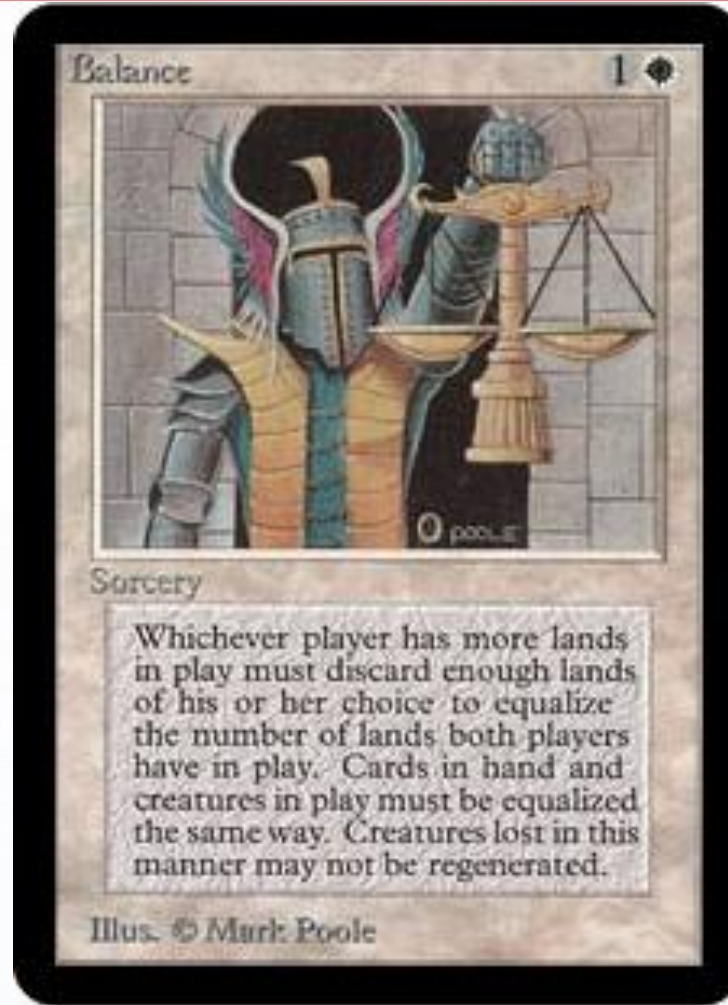 Balance 1
POOLE
Sorcery
Whichever player has more lands
in play must discard enough lands
of his or her choice to equalize
the number of lands both players
have in play. Cards in hand and
creatures in play must be equalized
the same way. Creatures lost in this
manner may not be regenerated.
Illus. © Mark Poole